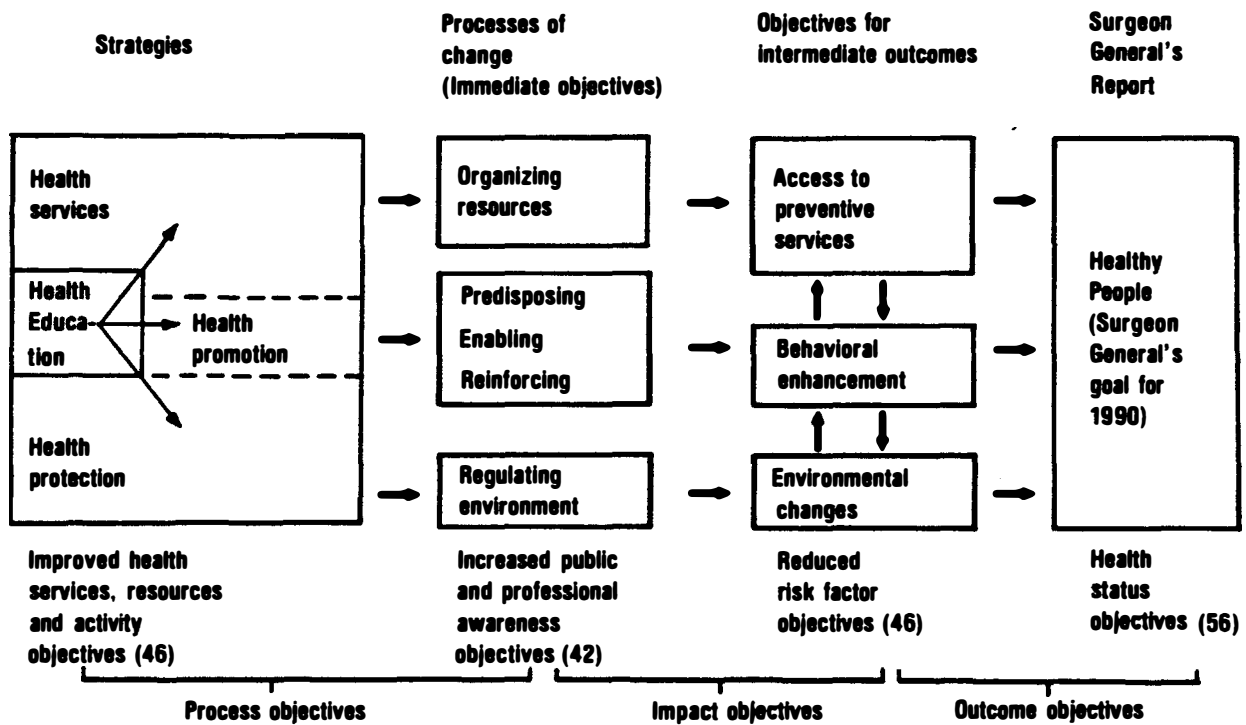 Strategies
Processes of
change
(Immediate objectives)
Objectives for
intermediate outcomes
Surgeon
General's
Report
Health
services
Health
Educa-
tion
Health
promotion
Health
protection
Organizing
resources
Predisposing
Enabling
Reinforcing
Regulating
environment
Access to
preventive
services
Behavioral
enhancement
Environmental
changes
Healthy
People
(Surgeon
General's
goal for
1990)
Improved health
services, resources
and activity
objectives (46)
Increased public
and professional
awareness
objectives (42)
Reduced
risk factor
objectives (46)
Health
status
objectives (56)
Process objectives
Impact objectives
Outcome objectives